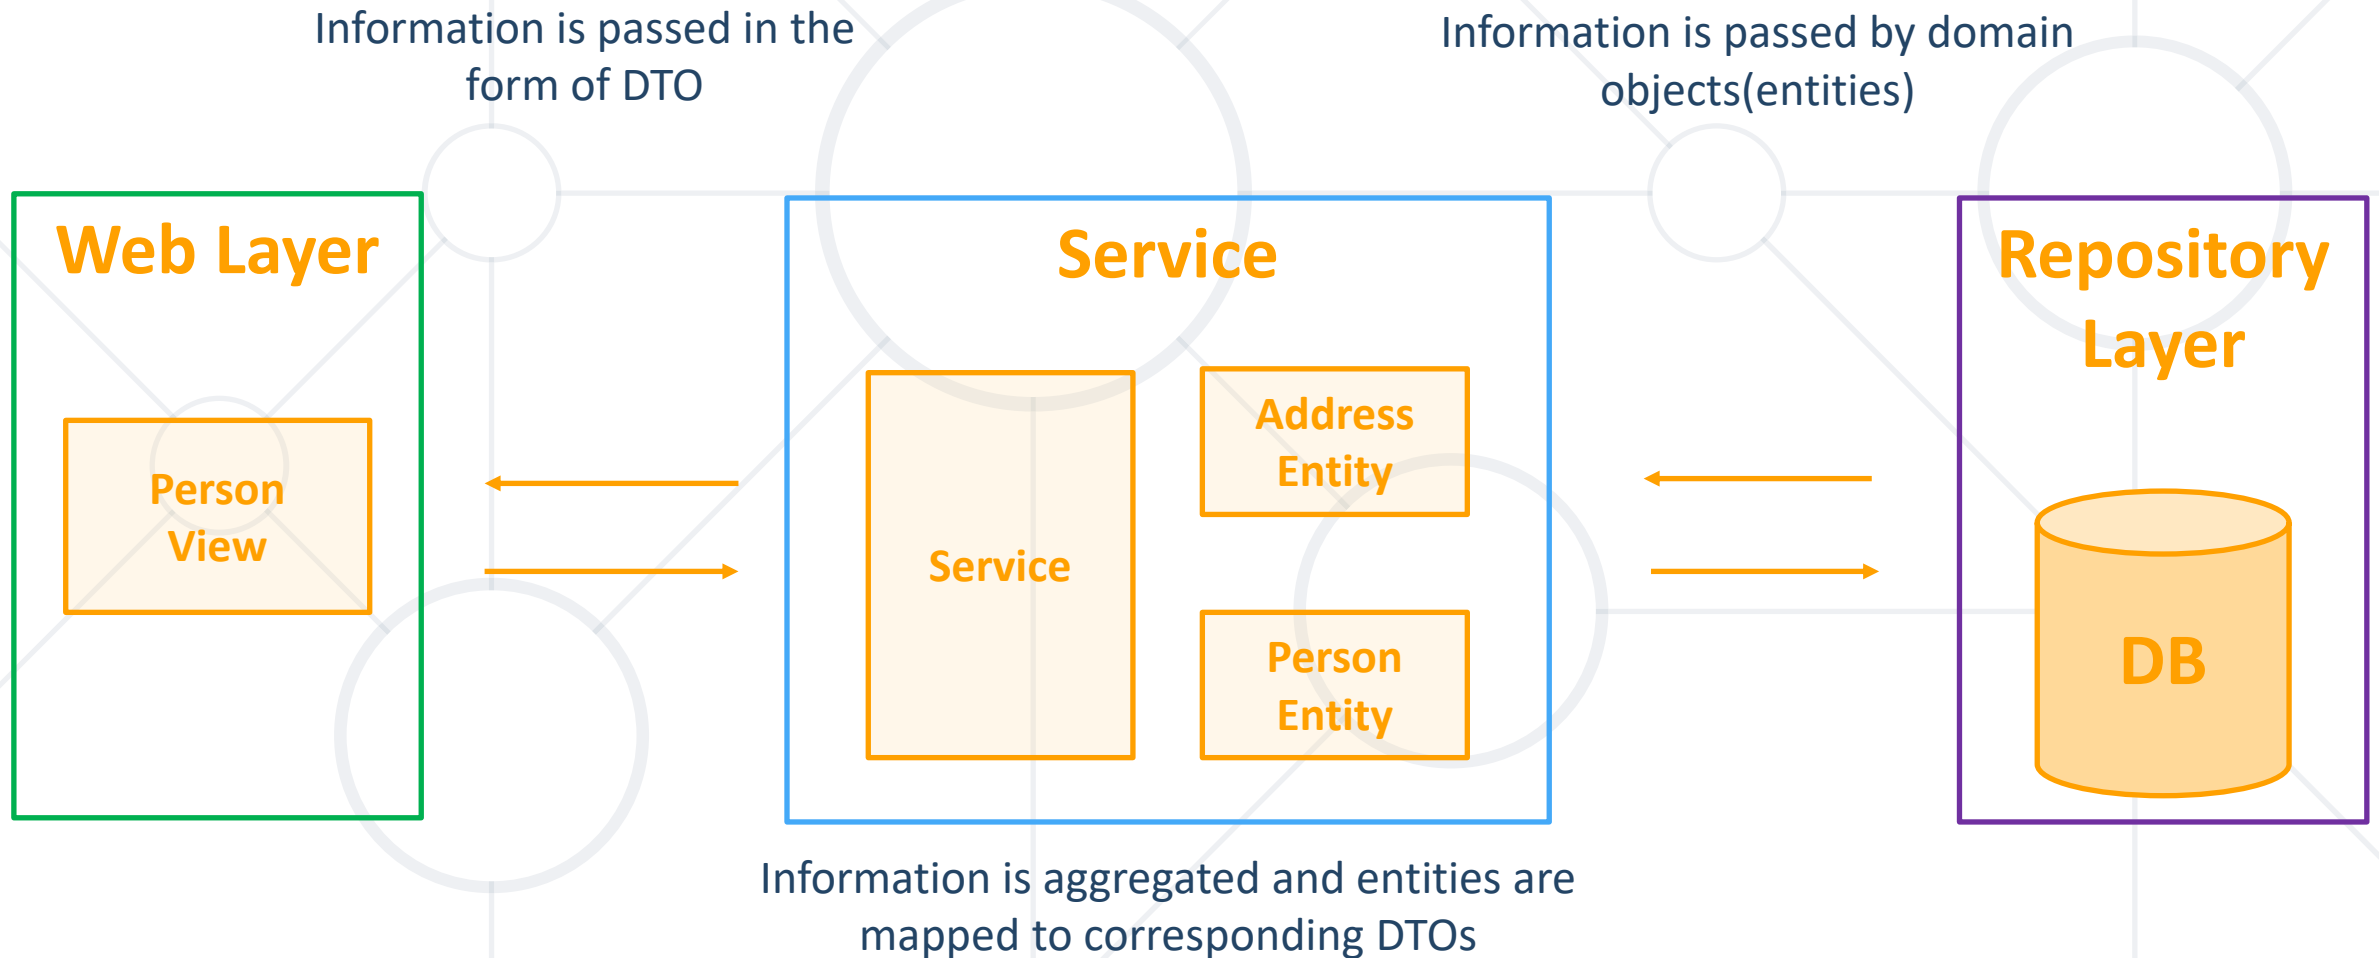 Information is passed in the
form of DTO
Information is passed by domain
objects(entities)
Web Layer
Person
View
Service
Service
Address
Entity
Person
Entity
Repository
Layer
DB
Information is aggregated and entities are
mapped to corresponding DTOs